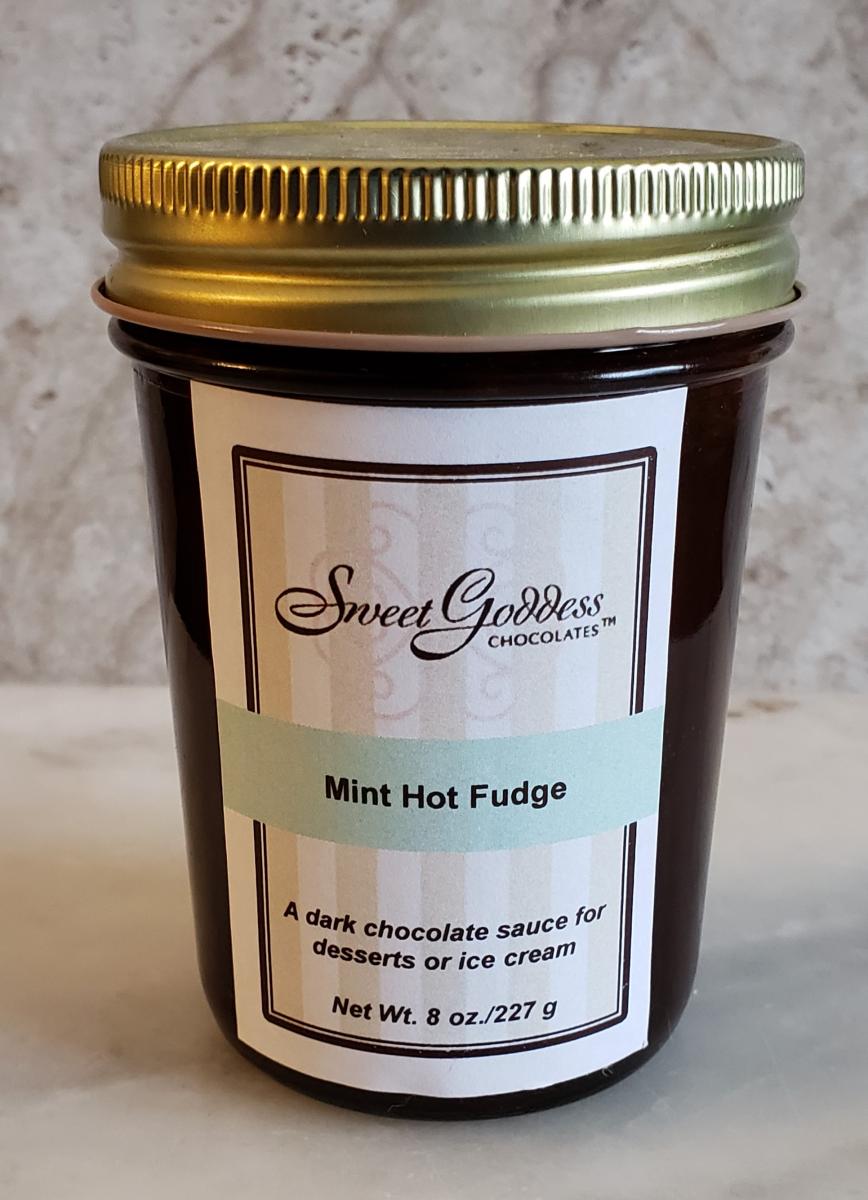 Sweet Goddess
CHOCOLATES™
Mint Hot Fudge
A dark chocolate sauce for
desserts or ice cream
Net Wt. 8 oz./227 g